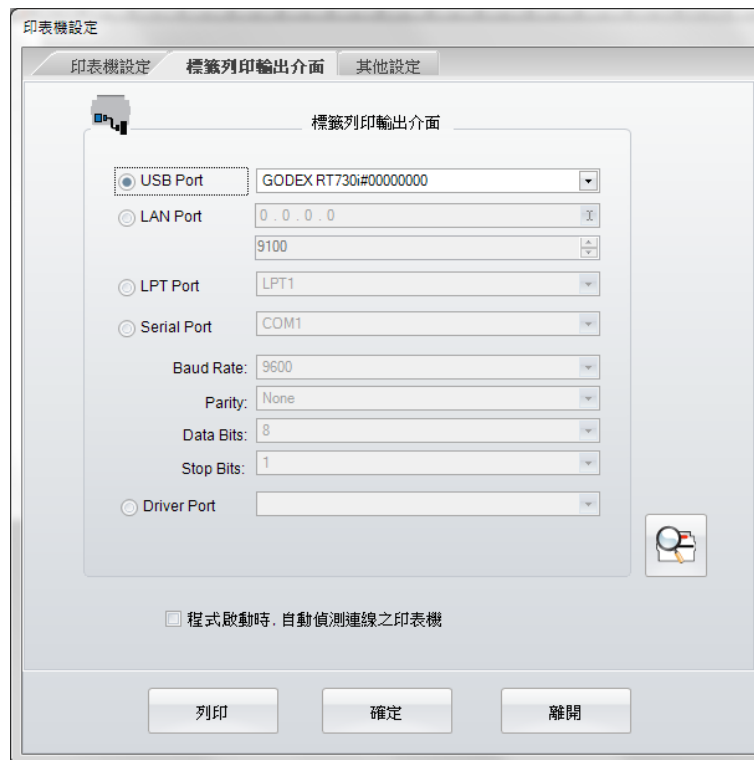 印表機設定
印表機設定 標籤列印輸出介面 其他設定
標籤列印輸出介面
USB Port GODEX RT730i#00000000
LAN Port 0 . 0 . 0 . 0
9100
LPT Port LPT1
Serial Port COM1
Baud Rate: 9600
Parity: None
Data Bits: 8
Stop Bits: 1
Driver Port
程式啟動時, 自動偵測連線之印表機
列印 確定 離開